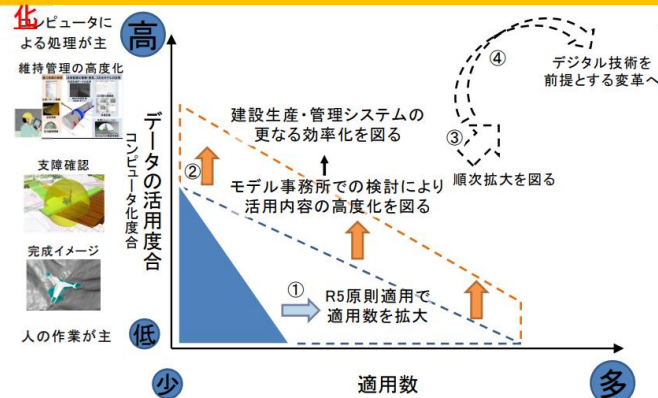 化
コンピュータに
よる処理が主
高
維持管理の高度化
支障確認
完成イメージ
人の作業が主
データの活用度合
コンピュータ化度合
低
少
適用数
多
建設生産・管理システムの
更なる効率化を図る
②
モデル事務所での検討により
活用内容の高度化を図る
①
R5原則適用で
適用数を拡大
④
デジタル技術を
前提とする変革へ
③
順次拡大を図る